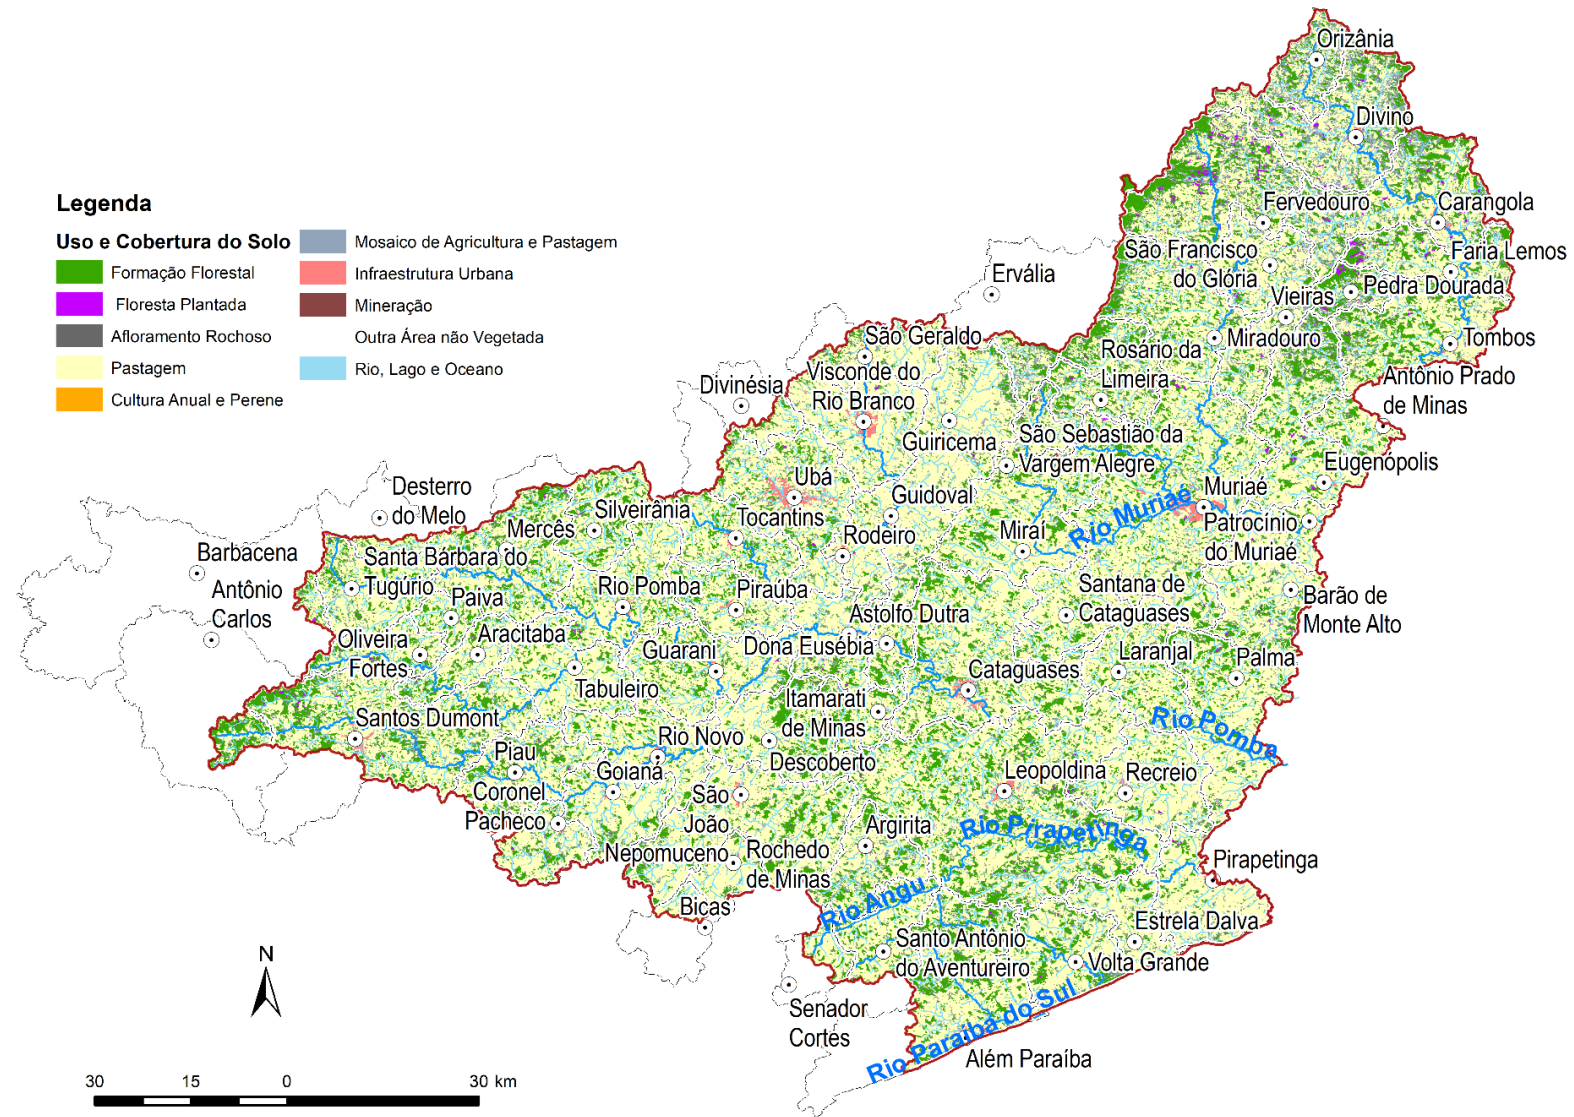 Legenda
Uso e Cobertura do Solo
Formação Florestal
Floresta Plantada
Afloramento Rochoso
Pastagem
Cultura Anual e Perene
Mosaico de Agricultura e Pastagem
Infraestrutura Urbana
Mineração
Outra Área não Vegetada
Rio, Lago e Oceano
Orizânia
Divino
Fervedouro
Carangola
São Francisco
do Glória
Faria Lemos
Pedra Dourada
Vieiras
Ervália
Miradouro
Tombos
São Geraldo
Rosário da
Limeira
Visconde do
Rio Branco
Divinésia
Antônio Prado
de Minas
Guiricema
São Sebastião da
Vargem Alegre
Eugenópolis
Ubá
Muriaé
Desterro
do Melo
Silveirânia
Guidoval
Rio Muriaé
Mercês
Tocantins
Rodeiro
Miraí
Patrocínio
do Muriaé
Barbacena
Santa Bárbara do
Tugúrio
Antônio
Carlos
Paiva
Rio Pomba
Piraúba
Santana de
Cataguases
Barão de
Monte Alto
Astolfo Dutra
Oliveira
Fortes
Aracitaba
Guarani
Dona Eusébia
Laranjal
Palma
Cataguases
Tabuleiro
Itamarati
de Minas
Santos Dumont
Rio Pomba
Rio Novo
Piau
Descoberto
Goianá
Leopoldina
Recreio
Coronel
Pacheco
São
João
Nepomuceno
Argirita
Rio Pirapetinga
Rochedo
de Minas
Pirapetinga
Bicas
Rio Angu
Estrela Dalva
Santo Antônio
do Aventureiro
Volta Grande
Senador
Cortes
Rio Paraíba do Sul
Além Paraíba
N
30 15 0 30 km